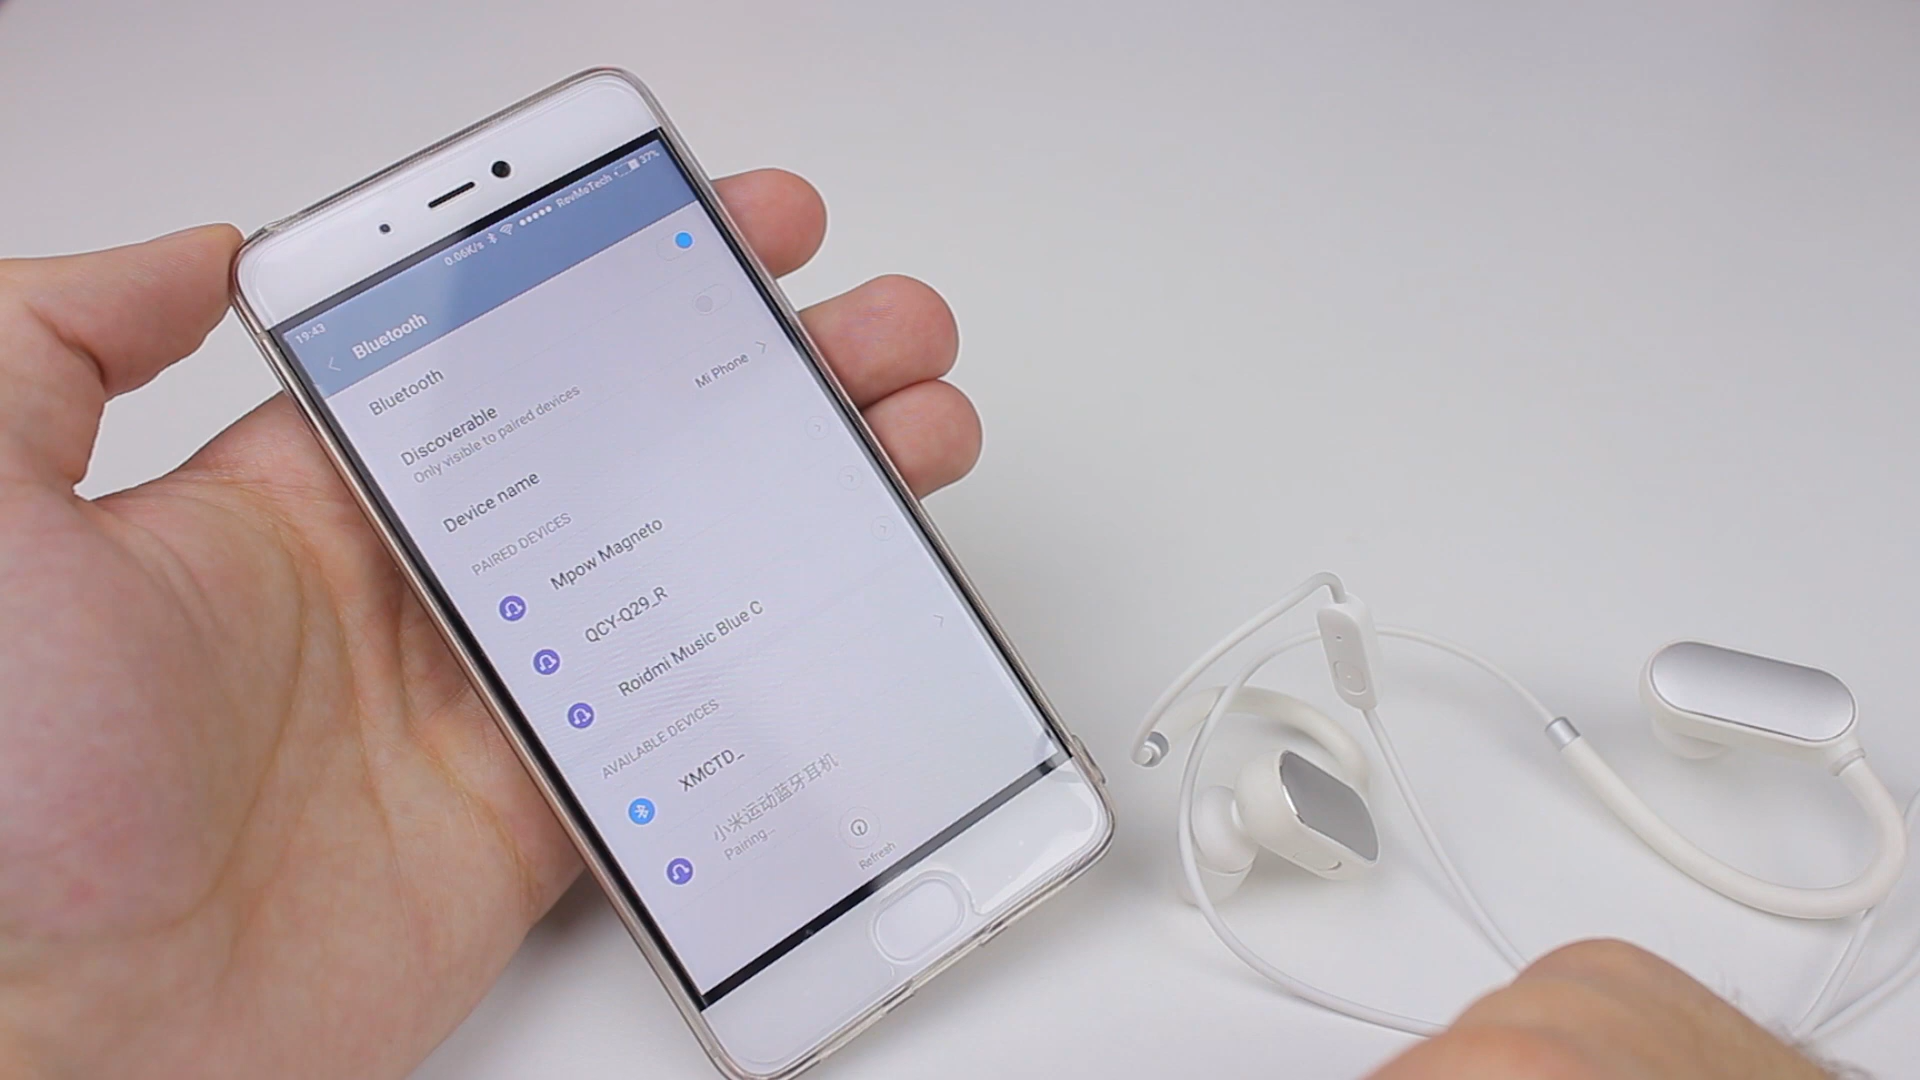 0.06K/s RevMeTech 37%
19:43
Bluetooth
Bluetooth
Discoverable
Only visible to paired devices
Device name Mi Phone
PAIRED DEVICES
Mpow Magneto
QCY-Q29_R
Roidmi Music Blue C
AVAILABLE DEVICES
XMCTD_
小米运动蓝牙耳机
Pairing...
Refresh